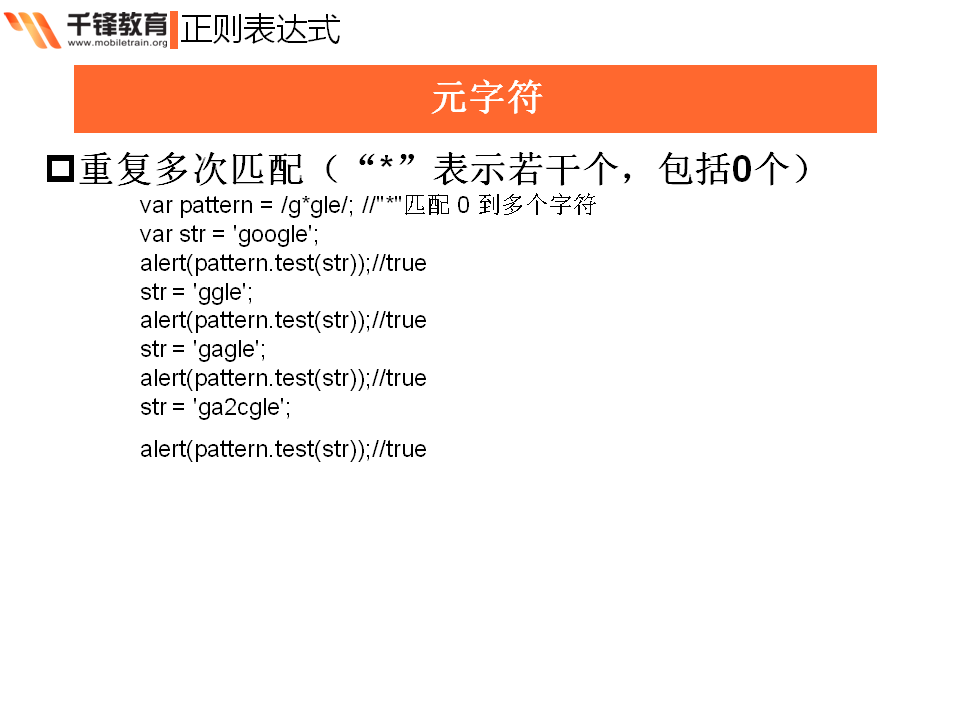 千锋教育
www.mobiletrain.org
正则表达式
元字符
重复多次匹配（“*”表示若干个，包括0个）
var pattern = /g*gle/; //"*"匹配 0 到多个字符
var str = 'google';
alert(pattern.test(str));//true
str = 'ggle';
alert(pattern.test(str));//true
str = 'gagle';
alert(pattern.test(str));//true
str = 'ga2cgle';
alert(pattern.test(str));//true